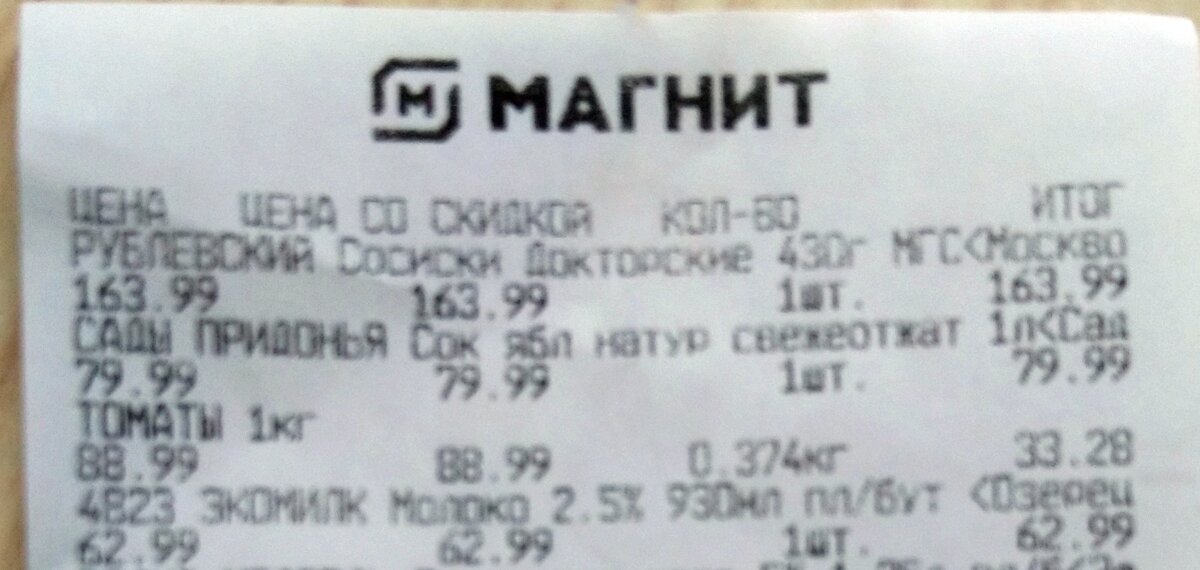 М МАГНИТ
ЦЕНА ЦЕНА СО СКИДКОЙ КОЛ-ВО ИТОГ
РУБЛЕВСКИЙ Сосиски Докторские 430г МГС<Москво
163.99 163.99 1шт. 163.99
САДЫ ПРИДОНЬЯ Сок ябл натур свежеотжат 1л<Сад
79.99 79.99 1шт. 79.99
ТОМАТЫ 1кг
88.99 88.99 0.374кг 33.28
4823 ЭКОМИЛК Молоко 2.5% 930мл пл/бут <Озерец
62.99 62.99 1шт. 62.99